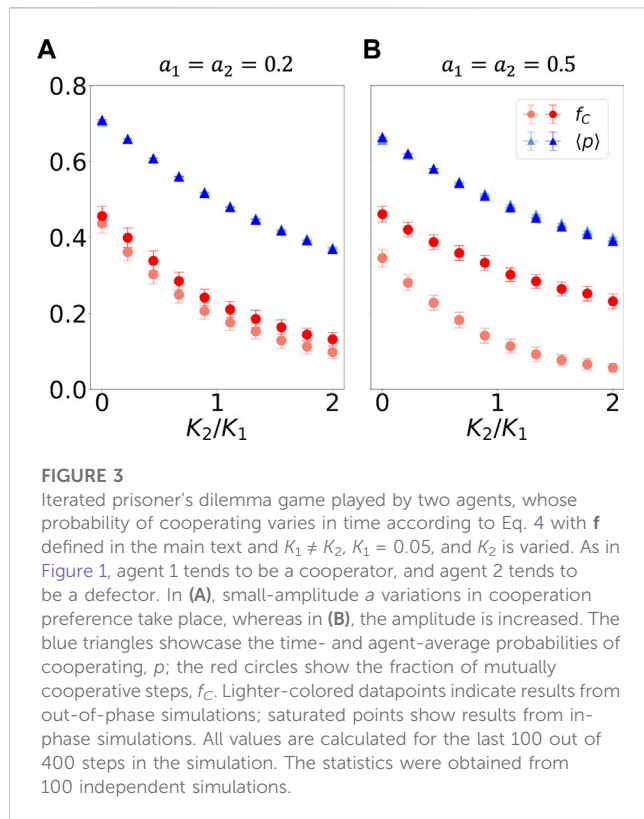 A
a₁ = a₂ = 0.2
B
a₁ = a₂ = 0.5
0.8
0.6
0.4
0.2
0.0
f_C
⟨p⟩
0 1 2
0 1 2
K₂/K₁
K₂/K₁
FIGURE 3
Iterated prisoner's dilemma game played by two agents, whose
probability of cooperating varies in time according to Eq. 4 with f
defined in the main text and K₁ ≠ K₂, K₁ = 0.05, and K₂ is varied. As in
Figure 1, agent 1 tends to be a cooperator, and agent 2 tends to
be a defector. In (A), small-amplitude a variations in cooperation
preference take place, whereas in (B), the amplitude is increased. The
blue triangles showcase the time- and agent-average probabilities of
cooperating, p; the red circles show the fraction of mutually
cooperative steps, f_C. Lighter-colored datapoints indicate results from
out-of-phase simulations; saturated points show results from in-
phase simulations. All values are calculated for the last 100 out of
400 steps in the simulation. The statistics were obtained from
100 independent simulations.